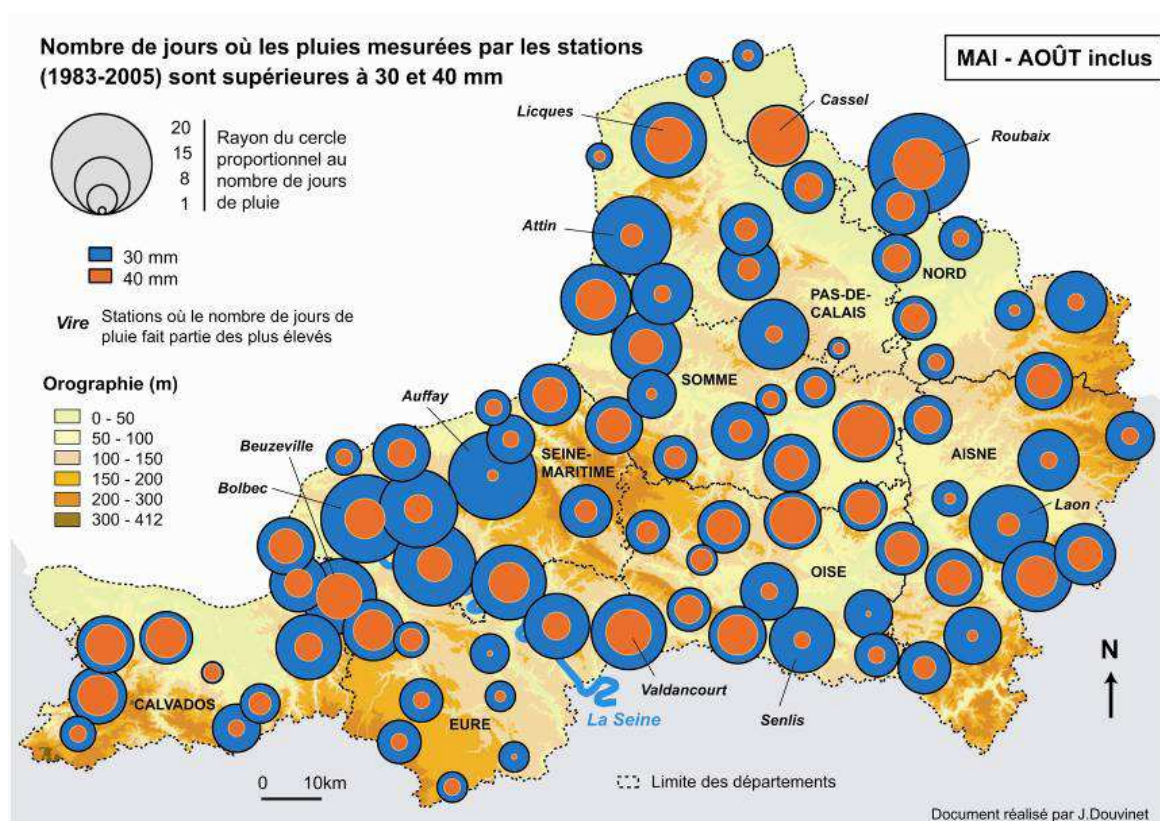 Nombre de jours où les pluies mesurées par les stations
(1983-2005) sont supérieures à 30 et 40 mm
MAI - AOÛT inclus
20
15
8
1
Rayon du cercle
proportionnel au
nombre de jours
de pluie
30 mm
40 mm
Vire Stations où le nombre de jours de
pluie fait partie des plus élevés
Orographie (m)
0 - 50
50 - 100
100 - 150
150 - 200
200 - 300
300 - 412
Licques
Cassel
Roubaix
Attin
NORD
PAS-DE-
CALAIS
SOMME
Auffay
Beuzeville
Bolbec
SEINE-
MARITIME
AISNE
Laon
OISE
CALVADOS
EURE
La Seine
Valdancourt
Senlis
N
0 10km
Limite des départements
Document réalisé par J.Douvinet